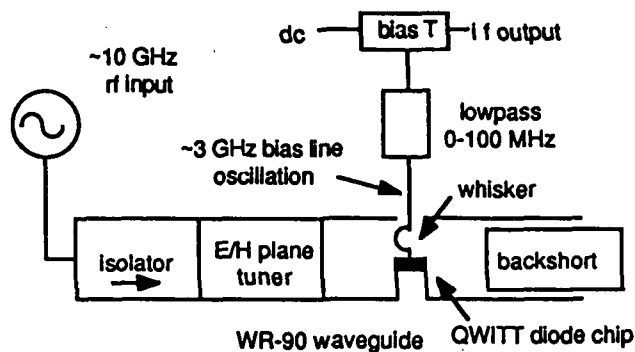 dc
bias T
i f output
~10 GHz
rf input
lowpass
0-100 MHz
~3 GHz bias line
oscillation
whisker
isolator
E/H plane
tuner
backshort
WR-90 waveguide
QWITT diode chip